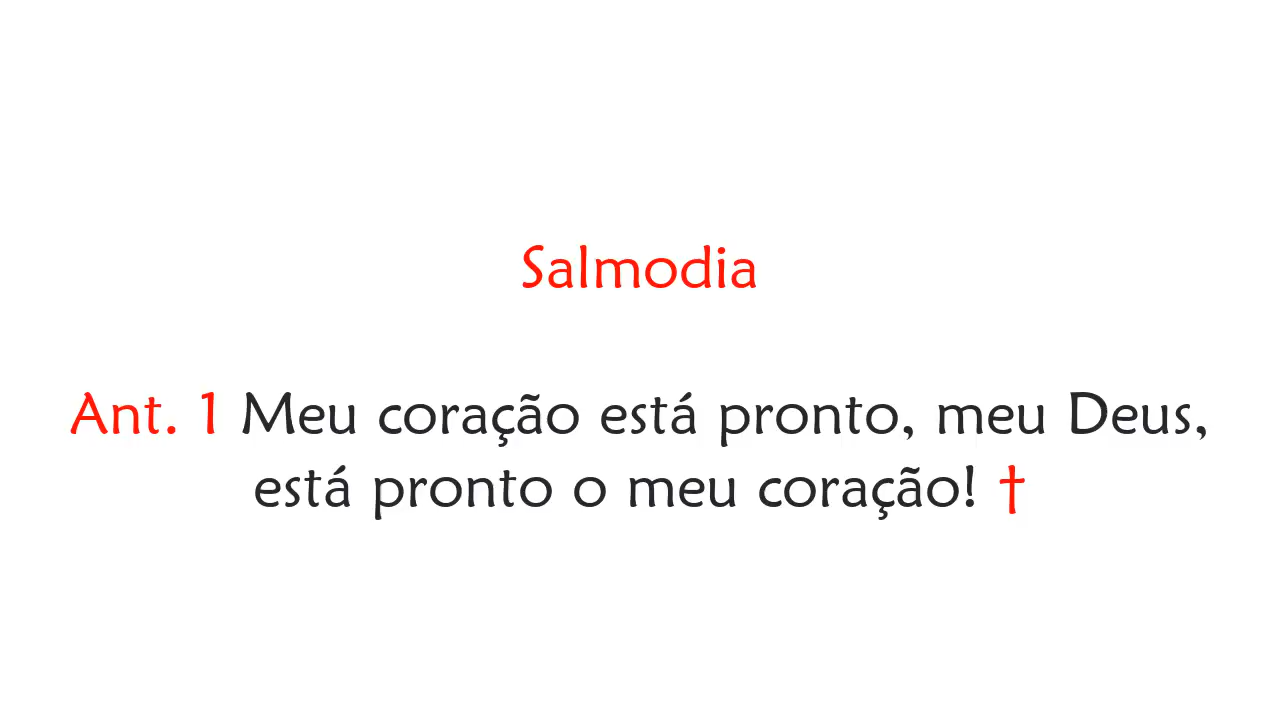 Salmodia
Ant. 1 Meu coração está pronto, meu Deus,
está pronto o meu coração! †